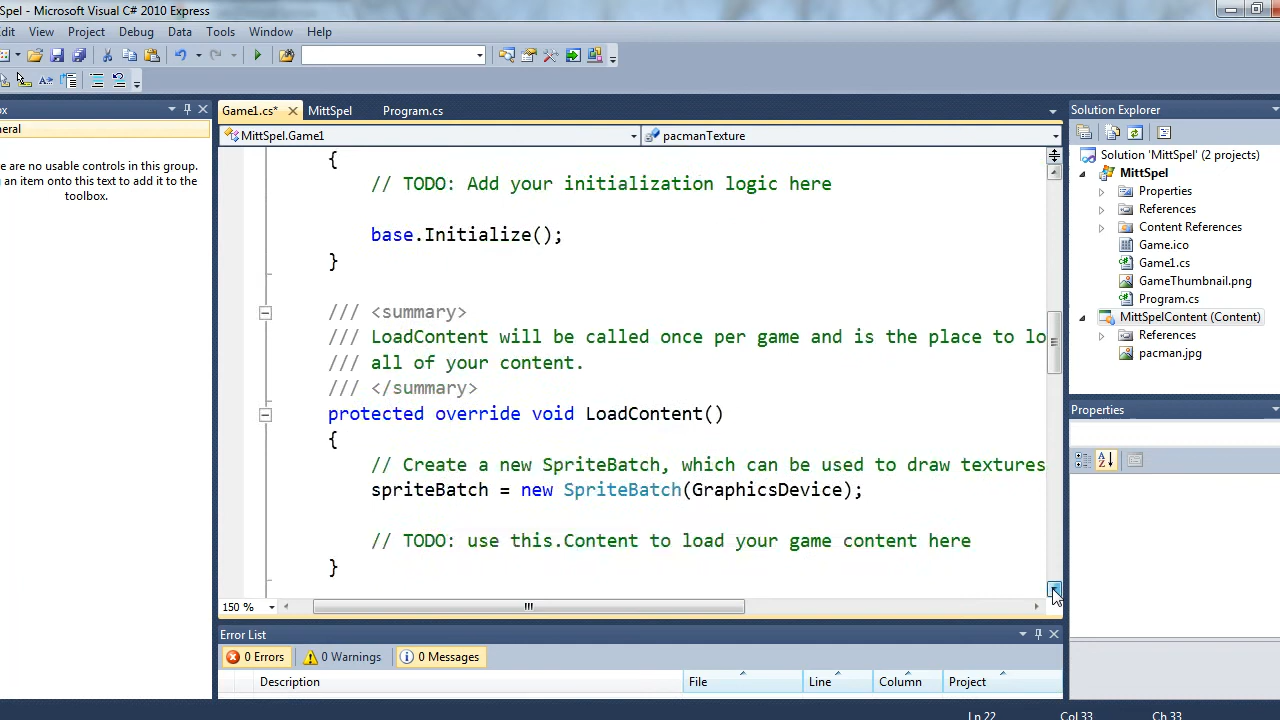 Spel - Microsoft Visual C# 2010 Express
Edit View Project Debug Data Tools Window Help
Game1.cs* MittSpel Program.cs
MittSpel.Game1 pacmanTexture
{
// TODO: Add your initialization logic here
base.Initialize();
}
/// <summary>
/// LoadContent will be called once per game and is the place to lo
/// all of your content.
/// </summary>
protected override void LoadContent()
{
// Create a new SpriteBatch, which can be used to draw textures
spriteBatch = new SpriteBatch(GraphicsDevice);
// TODO: use this.Content to load your game content here
}
150 %
ox
eneral
e are no usable controls in this group.
an item onto this text to add it to the
toolbox.
Solution Explorer
Solution 'MittSpel' (2 projects)
MittSpel
Properties
References
Content References
Game.ico
Game1.cs
GameThumbnail.png
Program.cs
MittSpelContent (Content)
References
pacman.jpg
Properties
Error List
0 Errors 0 Warnings 0 Messages
Description File Line Column Project
Ln 22 Col 33 Ch 33